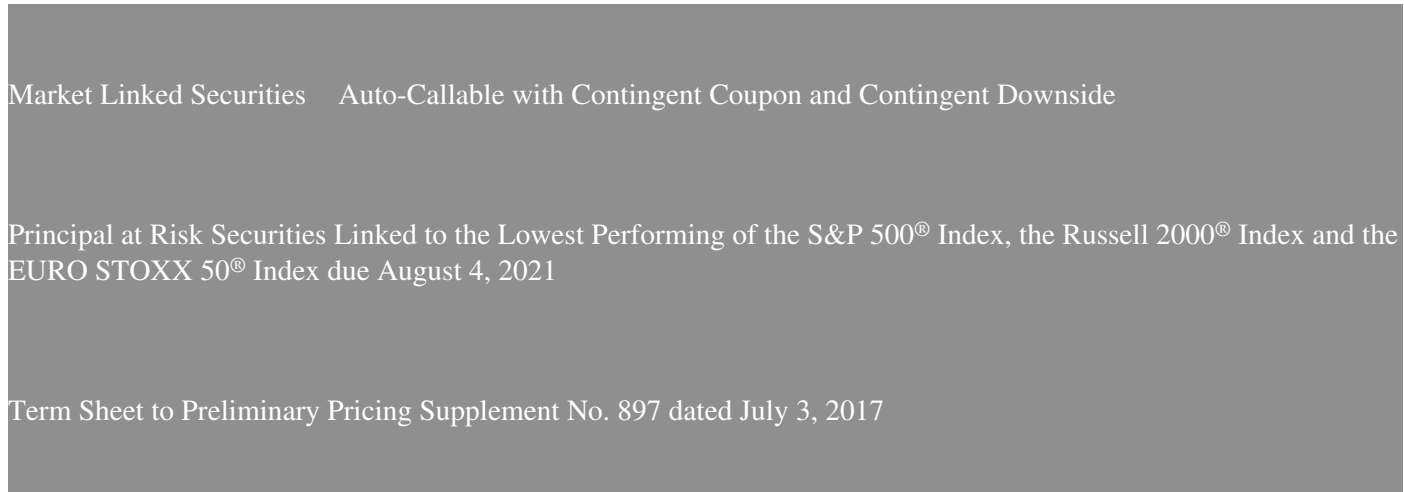 Market Linked Securities    Auto-Callable with Contingent Coupon and Contingent Downside
Principal at Risk Securities Linked to the Lowest Performing of the S&P 500® Index, the Russell 2000® Index and the
EURO STOXX 50® Index due August 4, 2021
Term Sheet to Preliminary Pricing Supplement No. 897 dated July 3, 2017